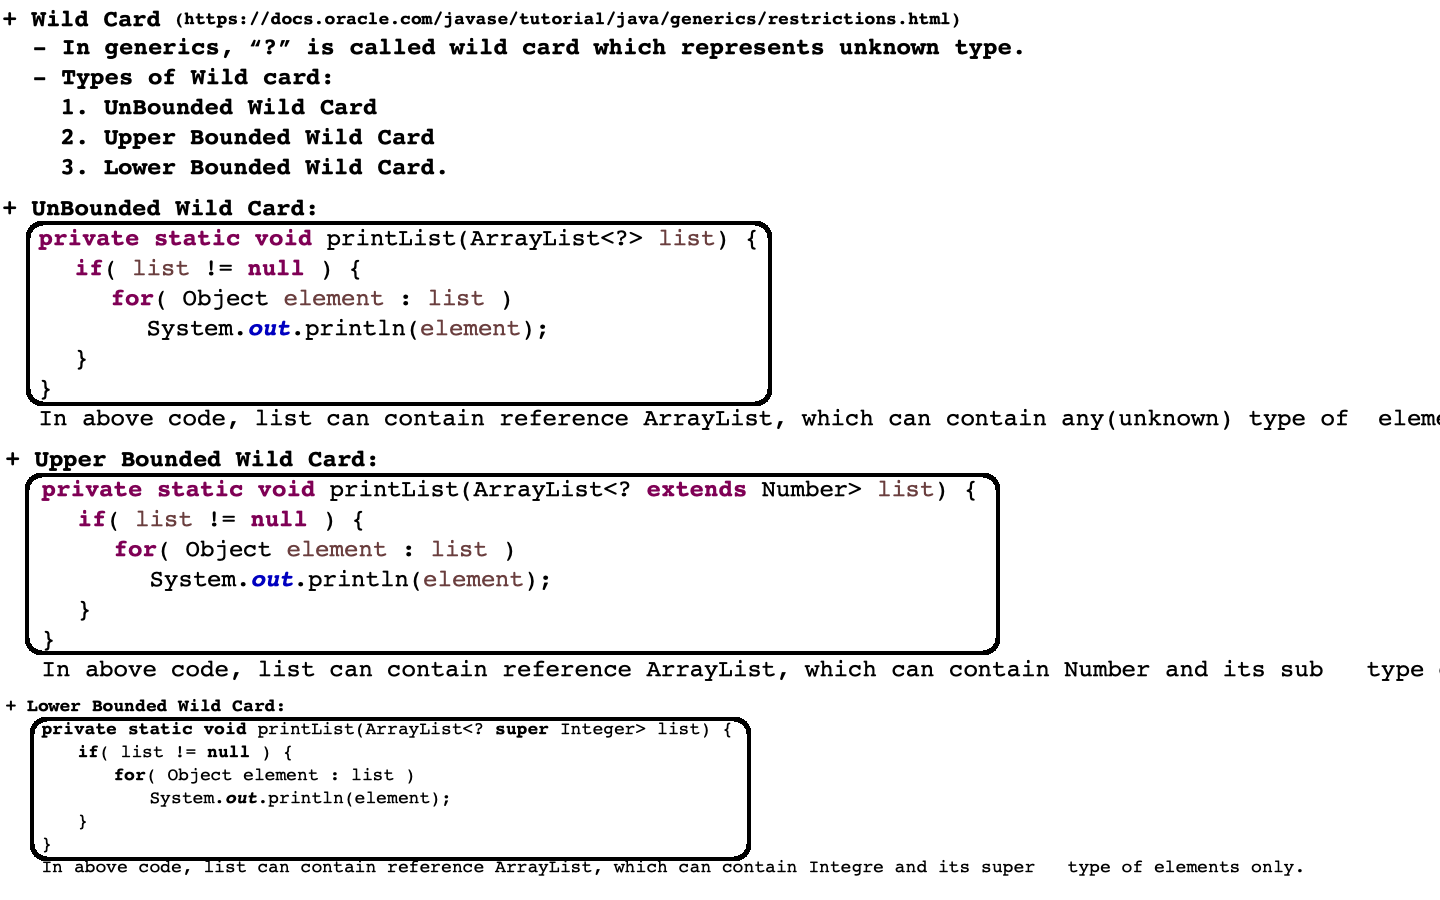 + Wild Card (https://docs.oracle.com/javase/tutorial/java/generics/restrictions.html)
- In generics, “?” is called wild card which represents unknown type.
- Types of Wild card:
1. UnBounded Wild Card
2. Upper Bounded Wild Card
3. Lower Bounded Wild Card.
+ UnBounded Wild Card:
private static void printList(ArrayList<?> list) {
if( list != null ) {
for( Object element : list )
System.out.println(element);
}
}
In above code, list can contain reference ArrayList, which can contain any(unknown) type of
+ Upper Bounded Wild Card:
private static void printList(ArrayList<? extends Number> list) {
if( list != null ) {
for( Object element : list )
System.out.println(element);
}
}
In above code, list can contain reference ArrayList, which can contain Number and its sub type
+ Lower Bounded Wild Card:
private static void printList(ArrayList<? super Integer> list) {
if( list != null ) {
for( Object element : list )
System.out.println(element);
}
}
In above code, list can contain reference ArrayList, which can contain Integre and its super type of elements only.